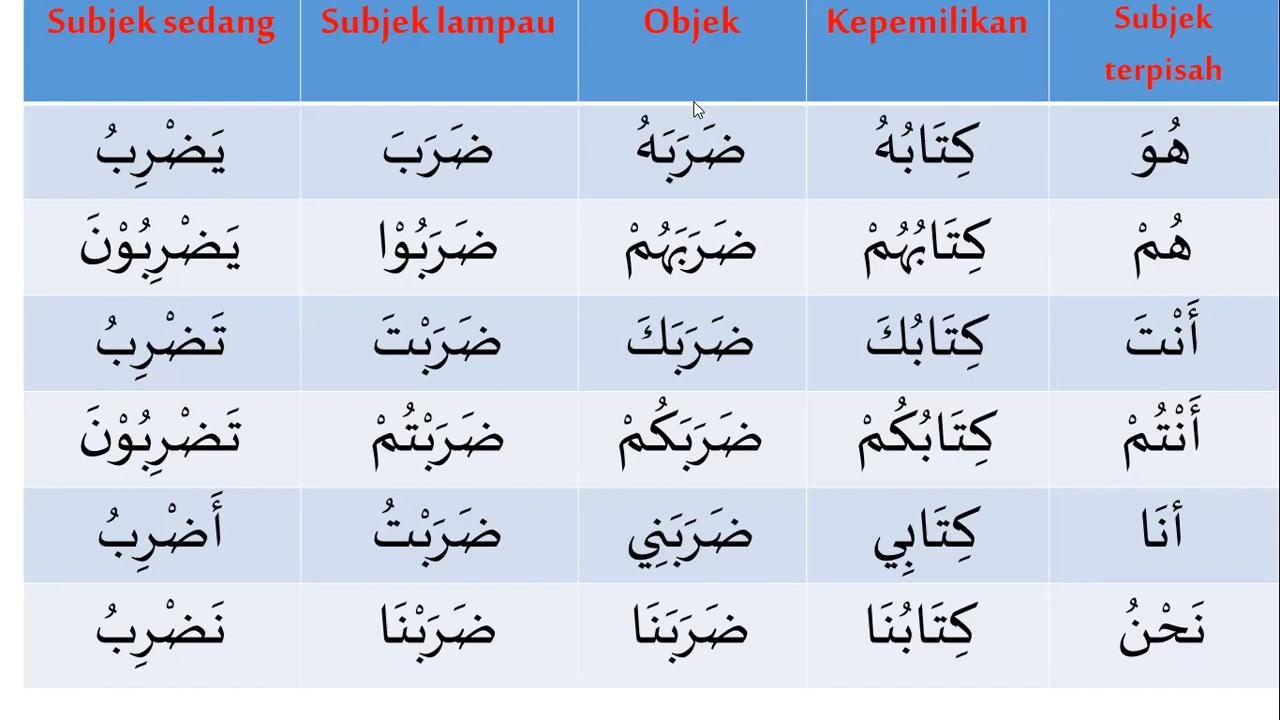 Subjek sedang Subjek lampau Objek Kepemilikan Subjek terpisah
هُوَ كِتَابُهُ ضَرَبَهُ ضَرَبَ يَضْرِبُ
هُمْ كِتَابُهُمْ ضَرَبَهُمْ ضَرَبُوْا يَضْرِبُوْنَ
أَنْتَ كِتَابُكَ ضَرَبَكَ ضَرَبْتَ تَضْرِبُ
أَنْتُمْ كِتَابُكُمْ ضَرَبَكُمْ ضَرَبْتُمْ تَضْرِبُوْنَ
أنَا كِتَابِي ضَرَبَنِي ضَرَبْتُ أَضْرِبُ
نَحْنُ كِتَابُنَا ضَرَبَنَا ضَرَبْنَا نَضْرِبُ